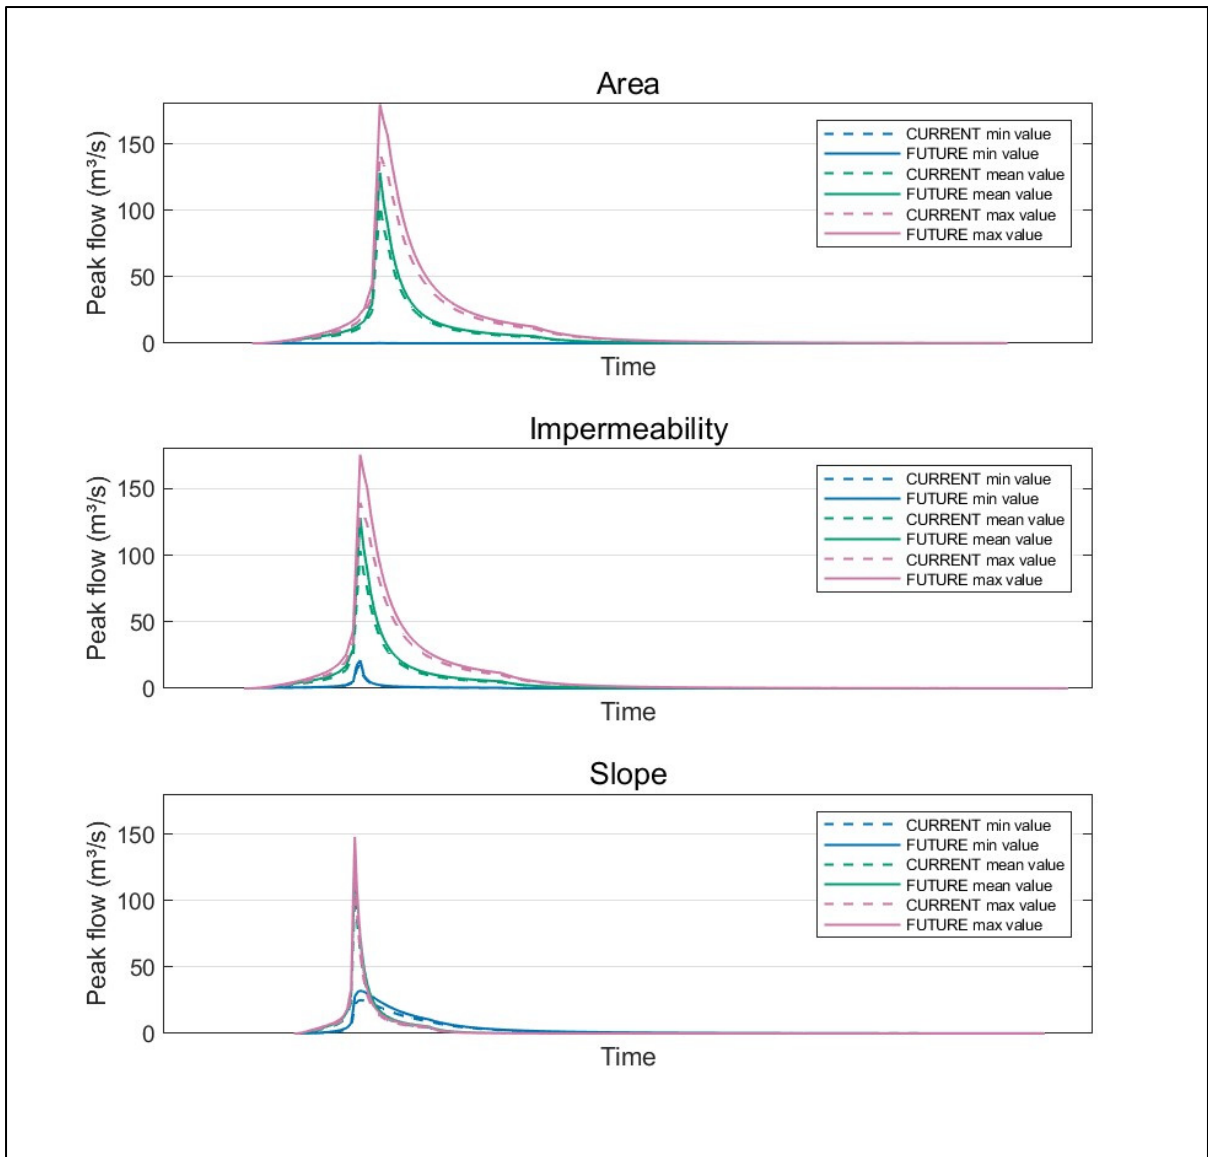 Area
Peak flow (m³/s)
150
100
50
0
CURRENT min value
FUTURE min value
CURRENT mean value
FUTURE mean value
CURRENT max value
FUTURE max value
Time
Impermeability
Peak flow (m³/s)
150
100
50
0
CURRENT min value
FUTURE min value
CURRENT mean value
FUTURE mean value
CURRENT max value
FUTURE max value
Time
Slope
Peak flow (m³/s)
150
100
50
0
CURRENT min value
FUTURE min value
CURRENT mean value
FUTURE mean value
CURRENT max value
FUTURE max value
Time